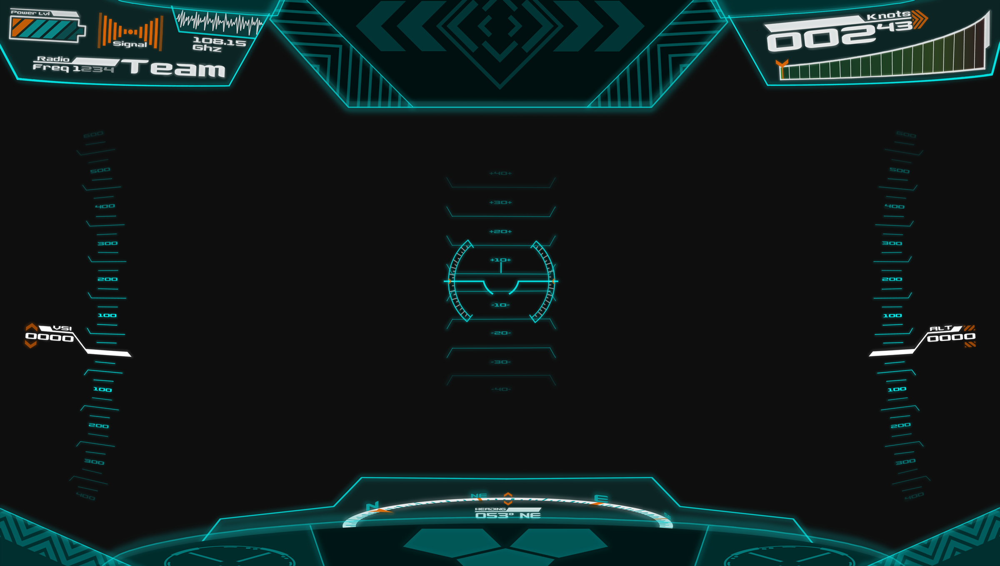 Power Lvl
Signal
108.15
Ghz
Radio
Freq 1234
Team
Knots
00243
600
500
400
300
200
100
VSI
0000
100
200
300
400
+40+
+30+
+20+
+10+
-10-
-20-
-30-
-40-
600
500
400
300
200
100
ALT
0000
100
200
300
400
N
NE
E
HEADING
053° NE